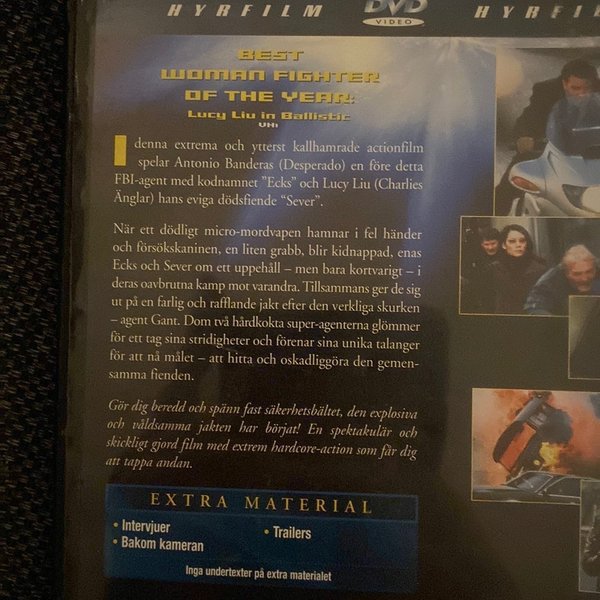 HYRFILM
DVD
VIDEO
HYRFIL
BEST
WOMAN FIGHTER
OF THE YEAR:
Lucy Liu in Ballistic
VH1
I denna extrema och ytterst kallhamrade actionfilm
spelar Antonio Banderas (Desperado) en före detta
FBI-agent med kodnamnet "Ecks" och Lucy Liu (Charlies
Änglar) hans eviga dödsfiende "Sever".
När ett dödligt micro-mordvapen hamnar i fel händer
och försökskaninen, en liten grabb, blir kidnappad, enas
Ecks och Sever om ett uppehåll – men bara kortvarigt – i
deras oavbrutna kamp mot varandra. Tillsammans ger de sig
ut på en farlig och rafflande jakt efter den verkliga skurken
– agent Gant. Dom två hårdkokta super-agenterna glömmer
för ett tag sina stridigheter och förenar sina unika talanger
för att nå målet – att hitta och oskadliggöra den gemen-
samma fienden.
Gör dig beredd och spänn fast säkerhetsbältet, den explosiva
och våldsamma jakten har börjat! En spektakulär och
skickligt gjord film med extrem hardcore-action som får dig
att tappa andan.
EXTRA MATERIAL
• Intervjuer
• Trailers
• Bakom kameran
Inga undertexter på extra materialet